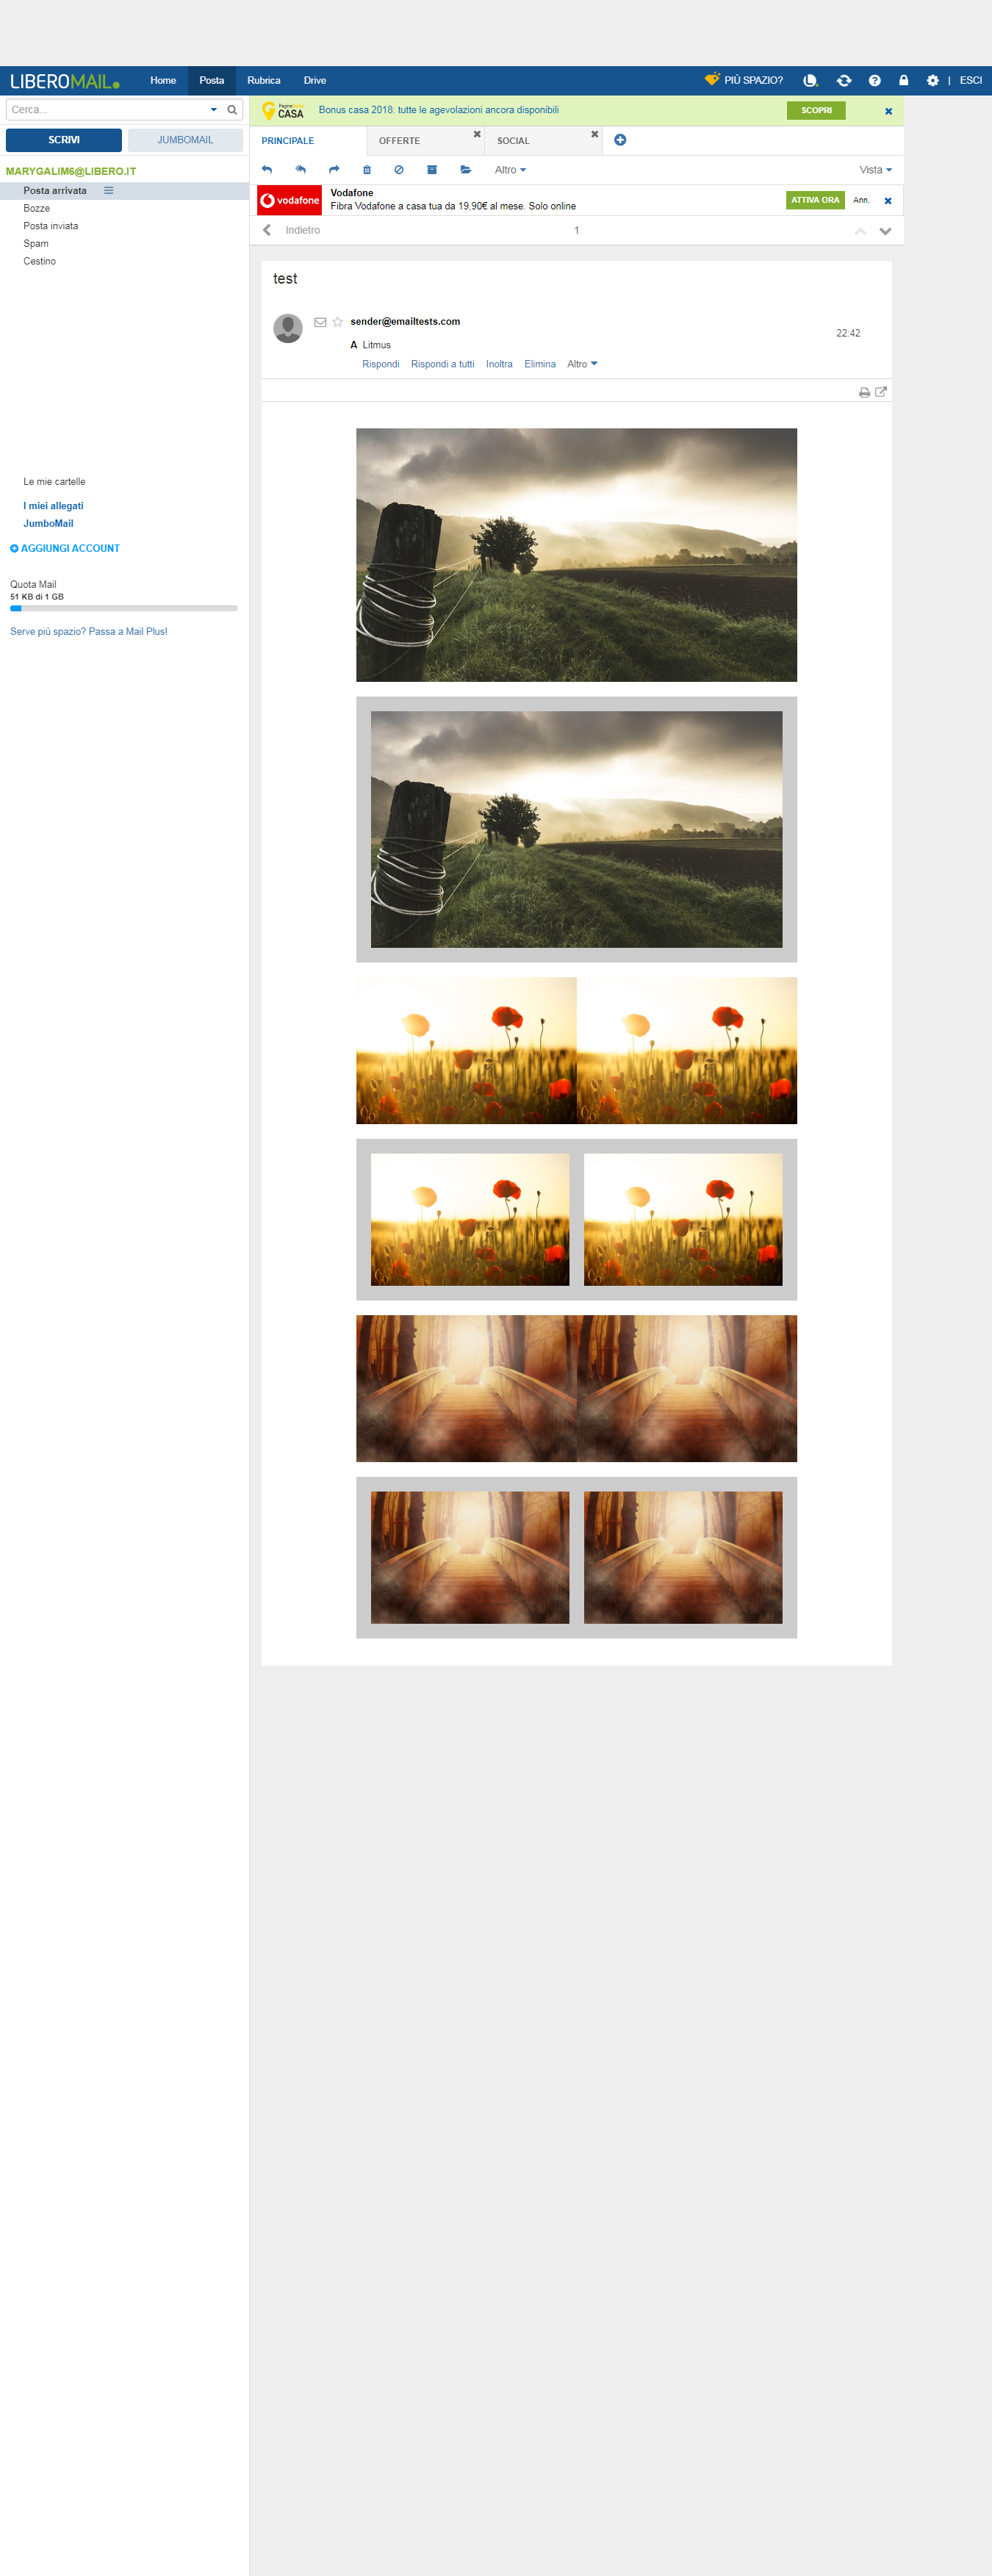 LIBEROMAIL
Home Posta Rubrica Drive PIÙ SPAZIO? | ESCI
Cerca...
SCRIVI JUMBOMAIL
MARYGALIM6@LIBERO.IT
Posta arrivata
Bozze
Posta inviata
Spam
Cestino
Le mie cartelle
I miei allegati
JumboMail
AGGIUNGI ACCOUNT
Quota Mail
51 KB di 1 GB
Serve più spazio? Passa a Mail Plus!
CASA Bonus casa 2018: tutte le agevolazioni ancora disponibili SCOPRI
PRINCIPALE OFFERTE SOCIAL
Altro Vista
vodafone
Vodafone
Fibra Vodafone a casa tua da 19,90€ al mese. Solo online
ATTIVA ORA Ann.
Indietro 1
test
sender@emailtests.com
22:42
A Litmus
Rispondi Rispondi a tutti Inoltra Elimina Altro